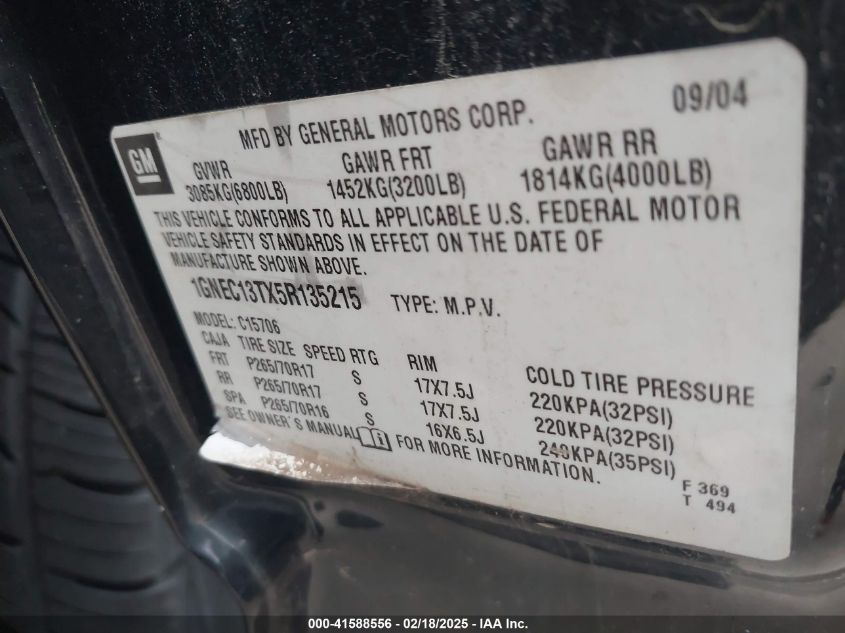 09/04
MFD BY GENERAL MOTORS CORP.
GM
GVWR GAWR FRT GAWR RR
3085KG(6800LB) 1452KG(3200LB) 1814KG(4000LB)
THIS VEHICLE CONFORMS TO ALL APPLICABLE U.S. FEDERAL MOTOR
VEHICLE SAFETY STANDARDS IN EFFECT ON THE DATE OF
MANUFACTURE SHOWN ABOVE.
1GNEC13TX5R135215 TYPE: M.P.V.
MODEL: C15706
CAJA TIRE SIZE SPEED RTG RIM COLD TIRE PRESSURE
FRT P265/70R17 S 17X7.5J 220KPA(32PSI)
RR P265/70R17 S 17X7.5J 220KPA(32PSI)
SPA P265/70R16 S 16X6.5J 240KPA(35PSI)
SEE OWNER'S MANUAL FOR MORE INFORMATION.
F 369
T 494
000-41588556 - 02/18/2025 - IAA Inc.